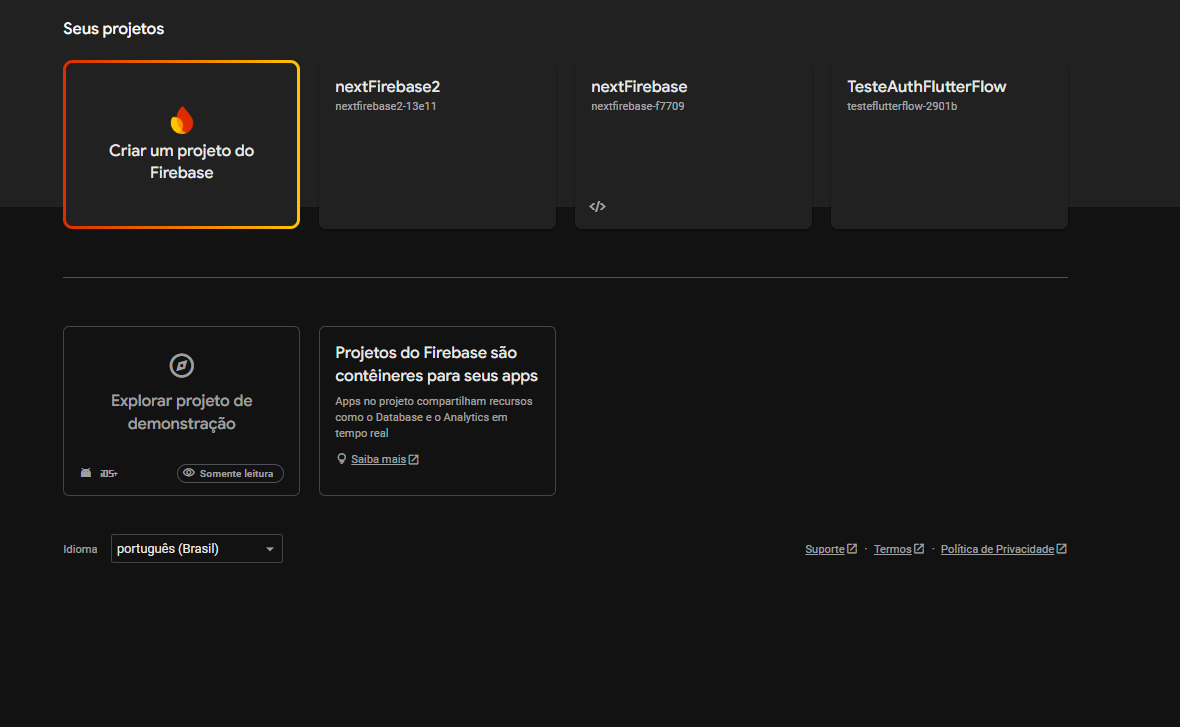 Seus projetos
Criar um projeto do
Firebase
nextFirebase2
nextfirebase2-13e11
nextFirebase
nextfirebase-f7709
</>
TesteAuthFlutterFlow
testeflutterflow-2901b
Explorar projeto de
demonstração
iOS+
Somente leitura
Projetos do Firebase são
contêineres para seus apps
Apps no projeto compartilham recursos
como o Database e o Analytics em
tempo real
Saiba mais
Idioma
português (Brasil)
Suporte · Termos · Política de Privacidade